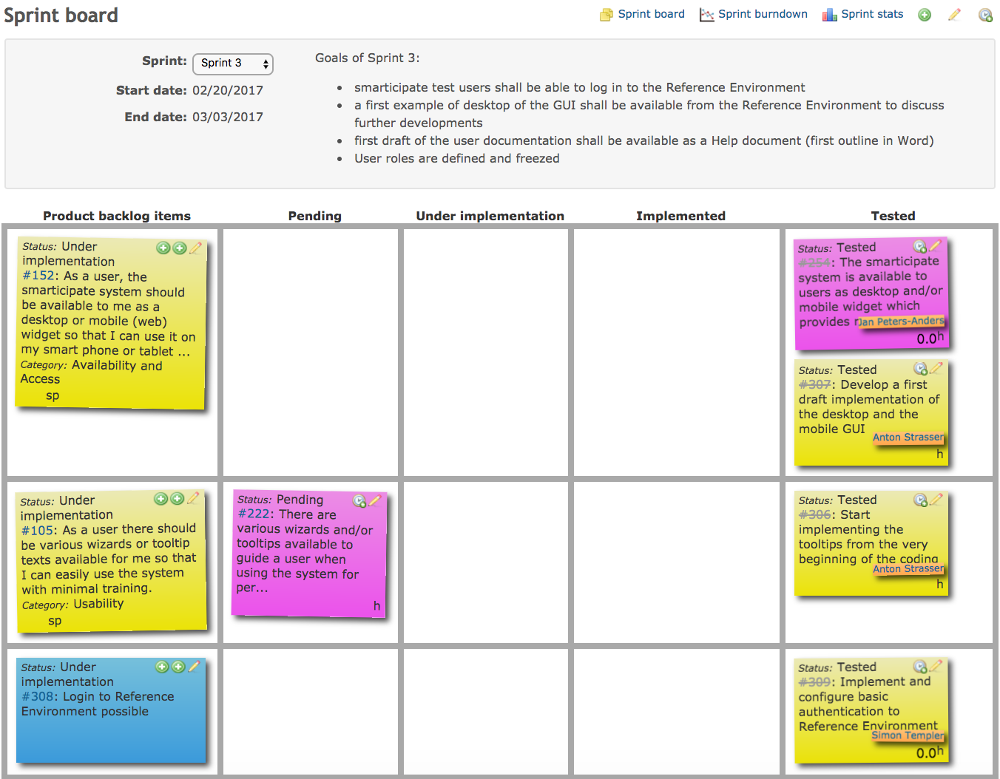 Sprint board
Sprint board Sprint burndown Sprint stats
Sprint: Sprint 3
Start date: 02/20/2017
End date: 03/03/2017
Goals of Sprint 3:
• smarticipate test users shall be able to log in to the Reference Environment
• a first example of desktop of the GUI shall be available from the Reference Environment to discuss
further developments
• first draft of the user documentation shall be available as a Help document (first outline in Word)
• User roles are defined and freezed
Product backlog items Pending Under implementation Implemented Tested
Status: Under
implementation
#152: As a user, the
smarticipate system should
be available to me as a
desktop or mobile (web)
widget so that I can use it on
my smart phone or tablet ...
Category: Availability and
Access
sp
Status: Tested
#254: The smarticipate
system is available to
users as desktop and/or
mobile widget which
provides
Jan Peters-Anders
0.0h
Status: Tested
#307: Develop a first
draft implementation of
the desktop and the
mobile GUI
Anton Strasser
h
Status: Under
implementation
#105: As a user there should
be various wizards or tooltip
texts available for me so that
I can easily use the system
with minimal training.
Category: Usability
sp
Status: Pending
#222: There are
various wizards and/or
tooltips available to
guide a user when
using the system for
per...
h
Status: Tested
#306: Start
implementing the
tooltips from the very
beginning of the coding
Anton Strasser
h
Status: Under
implementation
#308: Login to Reference
Environment possible
Status: Tested
#309: Implement and
configure basic
authentication to
Reference Environment
Simon Templer
0.0h